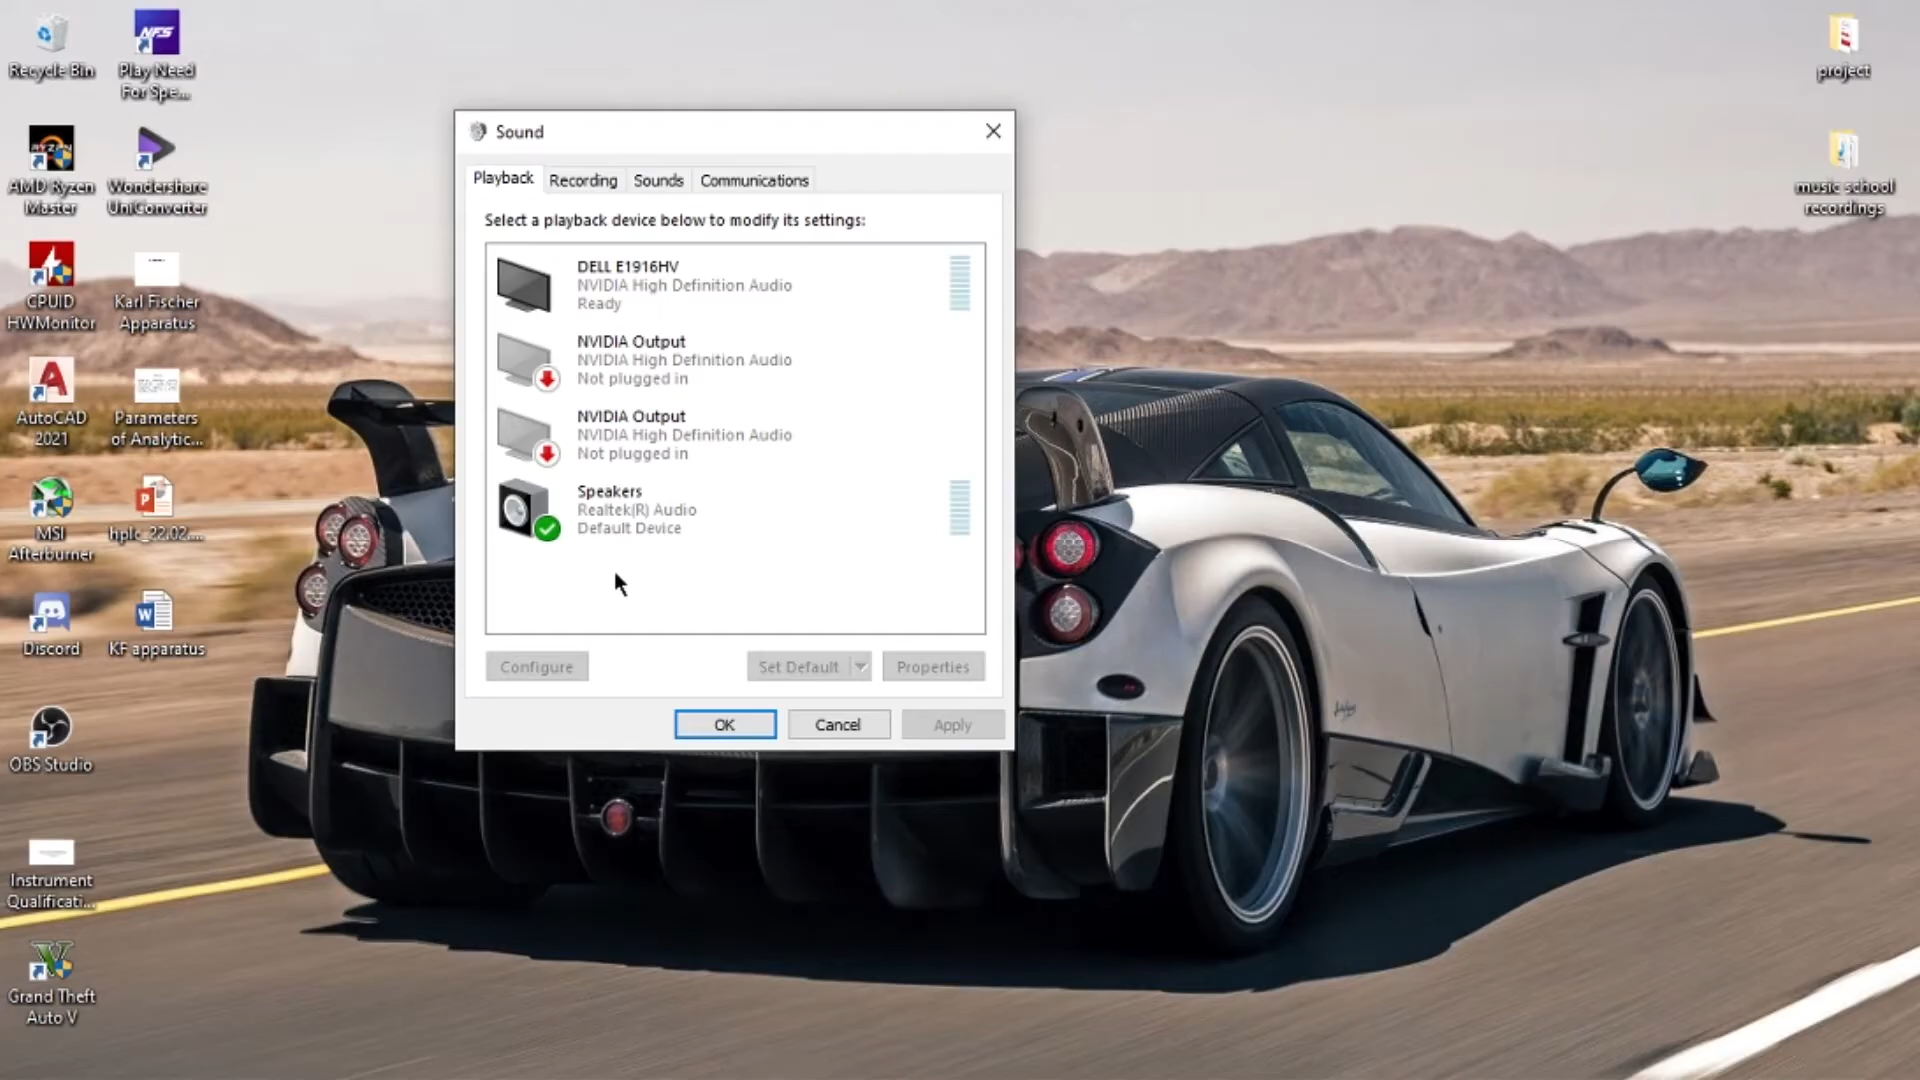 Recycle Bin
NFS
Play Need
For Spe...
RYZEN
AMD Ryzen
Master
Wondershare
UniConverter
CPUID
HWMonitor
Karl Fischer
Apparatus
AutoCAD
2021
Parameters
of Analytic...
MSI
Afterburner
hplc_22.02....
Discord
KF apparatus
OBS Studio
Instrument
Qualificati...
Grand Theft
Auto V
Sound
Playback
Recording
Sounds
Communications
Select a playback device below to modify its settings:
DELL E1916HV
NVIDIA High Definition Audio
Ready
NVIDIA Output
NVIDIA High Definition Audio
Not plugged in
NVIDIA Output
NVIDIA High Definition Audio
Not plugged in
Speakers
Realtek(R) Audio
Default Device
Configure
Set Default
Properties
OK
Cancel
Apply
project
music school
recordings